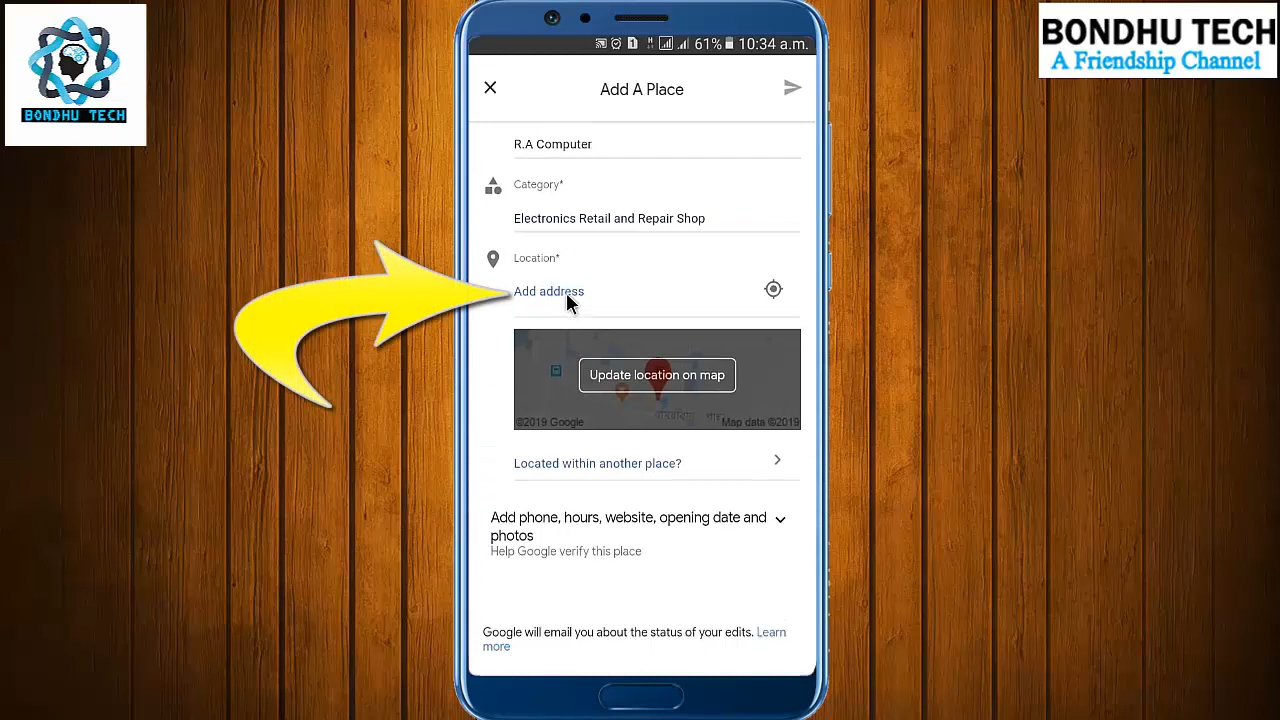 BONDHU TECH
BONDHU TECH
A Friendship Channel
61% 10:34 a.m.
Add A Place
R.A Computer
Category*
Electronics Retail and Repair Shop
Location*
Add address
Update location on map
©2019 Google
Map data ©2019
Located within another place?
Add phone, hours, website, opening date and
photos
Help Google verify this place
Google will email you about the status of your edits. Learn
more